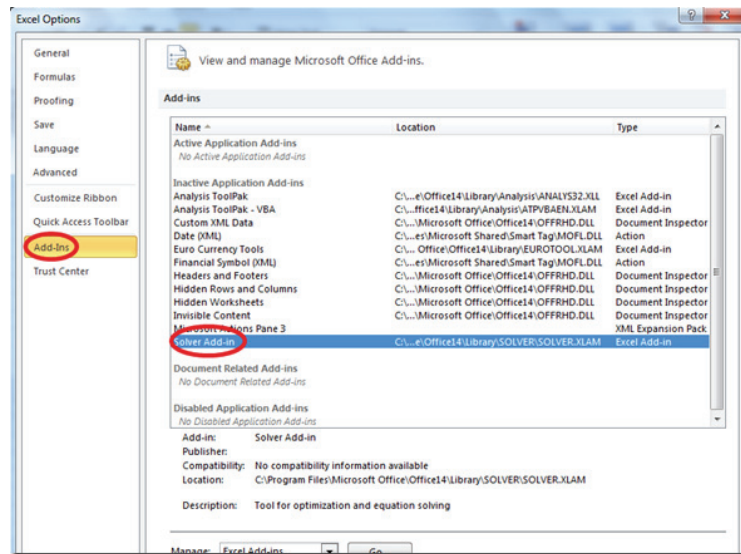 Excel Options
General
Formulas
Proofing
Save
Language
Advanced
Customize Ribbon
Quick Access Toolbar
Add-Ins
Trust Center
View and manage Microsoft Office Add-ins.
Add-ins
Name Location Type
Active Application Add-ins
No Active Application Add-ins
Inactive Application Add-ins
Analysis ToolPak C:\...e\Office14\Library\Analysis\ANALYS32.XLL Excel Add-in
Analysis ToolPak - VBA C:\...ffice14\Library\Analysis\ATPVBAEN.XLAM Excel Add-in
Custom XML Data C:\...\Microsoft Office\Office14\OFFRHD.DLL Document Inspector
Date (XML) C:\...es\Microsoft Shared\Smart Tag\MOFL.DLL Action
Euro Currency Tools C:\... Office\Office14\Library\EUROTOOL.XLAM Excel Add-in
Financial Symbol (XML) C:\...es\Microsoft Shared\Smart Tag\MOFL.DLL Action
Headers and Footers C:\...\Microsoft Office\Office14\OFFRHD.DLL Document Inspector
Hidden Rows and Columns C:\...\Microsoft Office\Office14\OFFRHD.DLL Document Inspector
Hidden Worksheets C:\...\Microsoft Office\Office14\OFFRHD.DLL Document Inspector
Invisible Content C:\...\Microsoft Office\Office14\OFFRHD.DLL Document Inspector
Microsoft Actions Pane 3 XML Expansion Pack
Solver Add-in C:\...e\Office14\Library\SOLVER\SOLVER.XLAM Excel Add-in
Document Related Add-ins
No Document Related Add-ins
Disabled Application Add-ins
No Disabled Application Add-ins
Add-in: Solver Add-in
Publisher:
Compatibility: No compatibility information available
Location: C:\Program Files\Microsoft Office\Office14\Library\SOLVER\SOLVER.XLAM
Description: Tool for optimization and equation solving
Manage: Excel Add-ins Go...